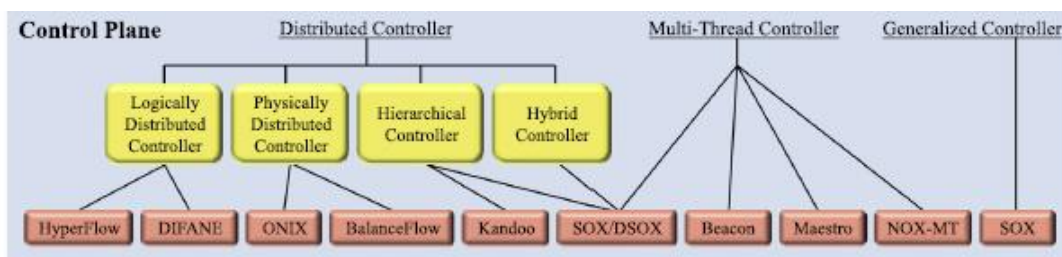 Control Plane
Distributed Controller
Multi-Thread Controller
Generalized Controller
Logically
Distributed
Controller
Physically
Distributed
Controller
Hierarchical
Controller
Hybrid
Controller
HyperFlow
DIFANE
ONIX
BalanceFlow
Kandoo
SOX/DSOX
Beacon
Maestro
NOX-MT
SOX